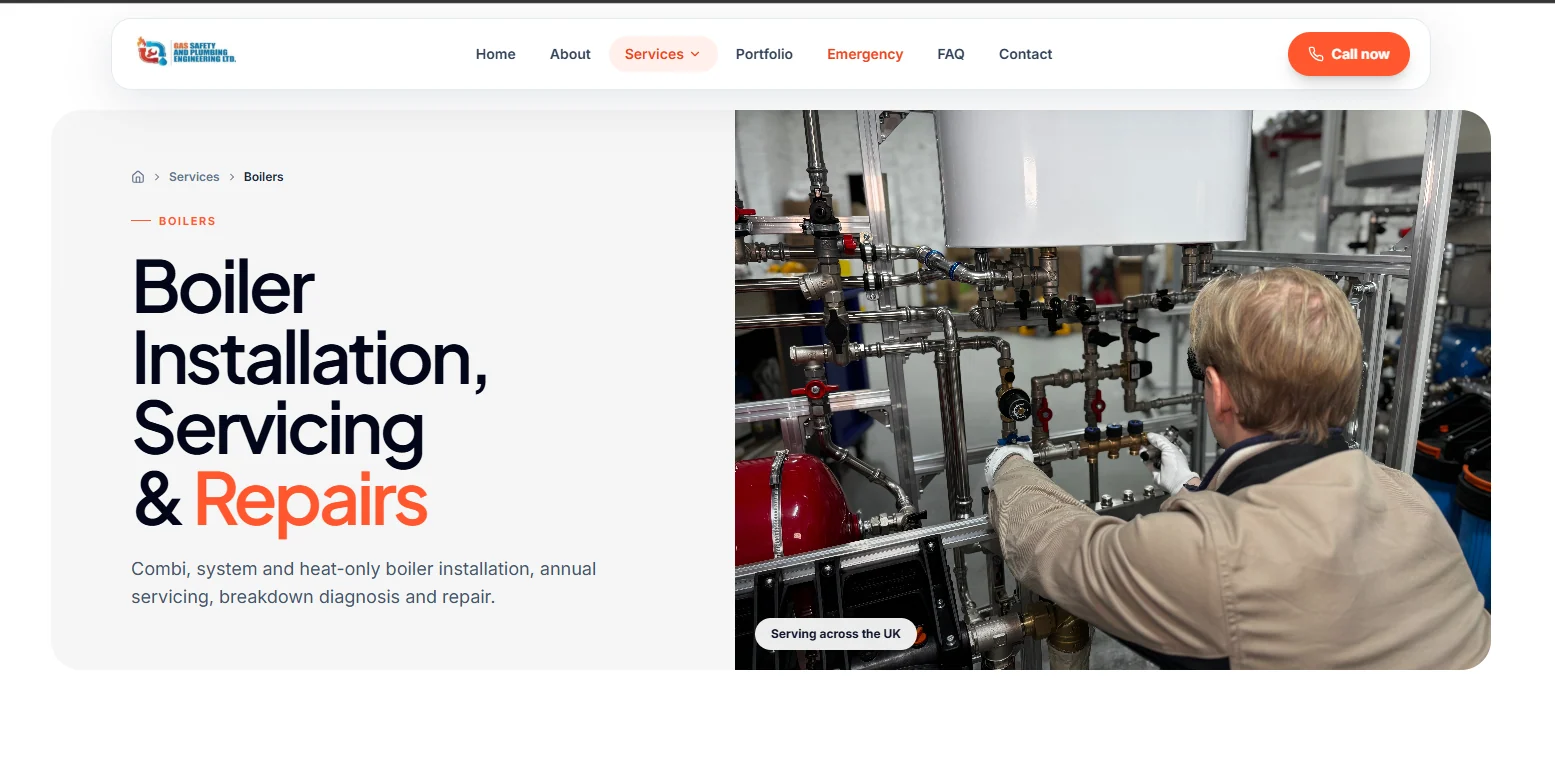 GAS SAFETY
AND PLUMBING
ENGINEERING LTD.
Home
About
Services
Portfolio
Emergency
FAQ
Contact
Call now
Services
Boilers
BOILERS
Boiler
Installation,
Servicing
& Repairs
Combi, system and heat-only boiler installation, annual
servicing, breakdown diagnosis and repair.
Serving across the UK